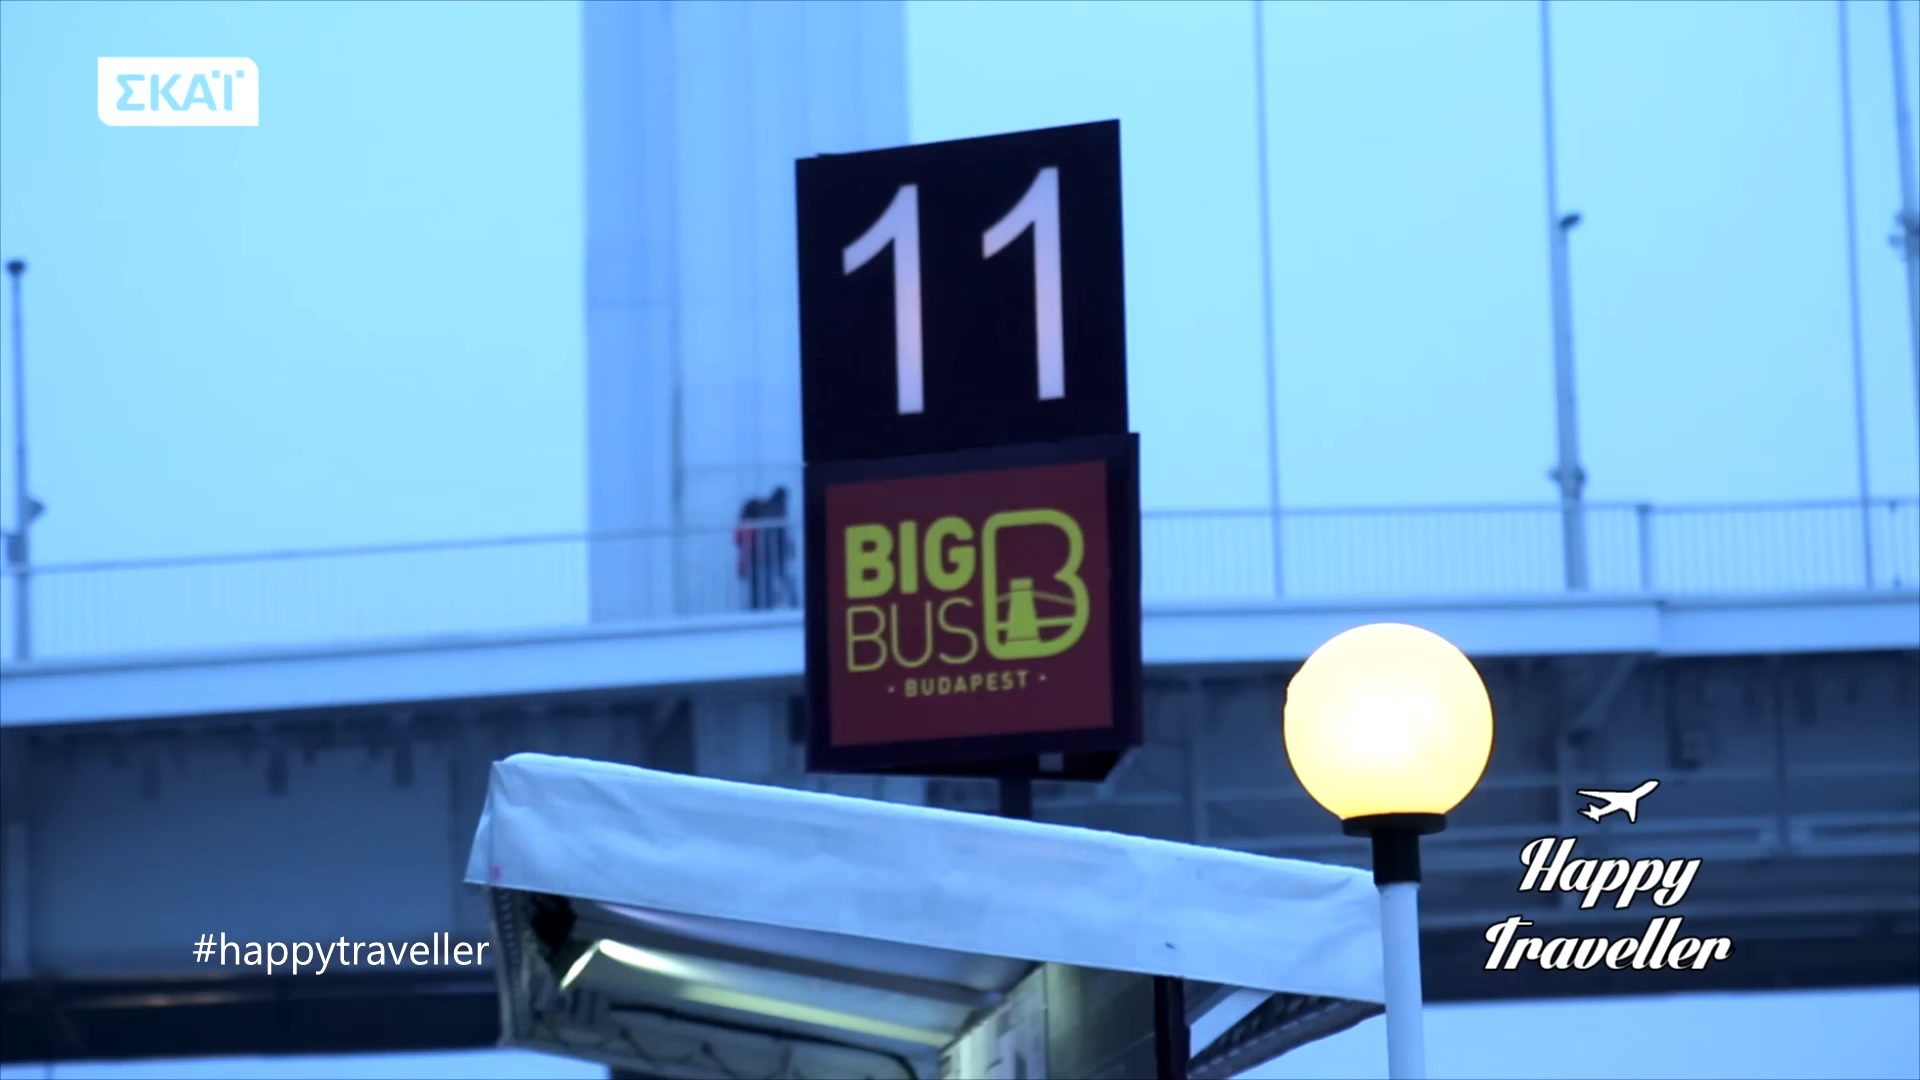 ΣΚΑΪ
11
BIG
BUS
B
· BUDAPEST ·
#happytraveller
Happy
Traveller